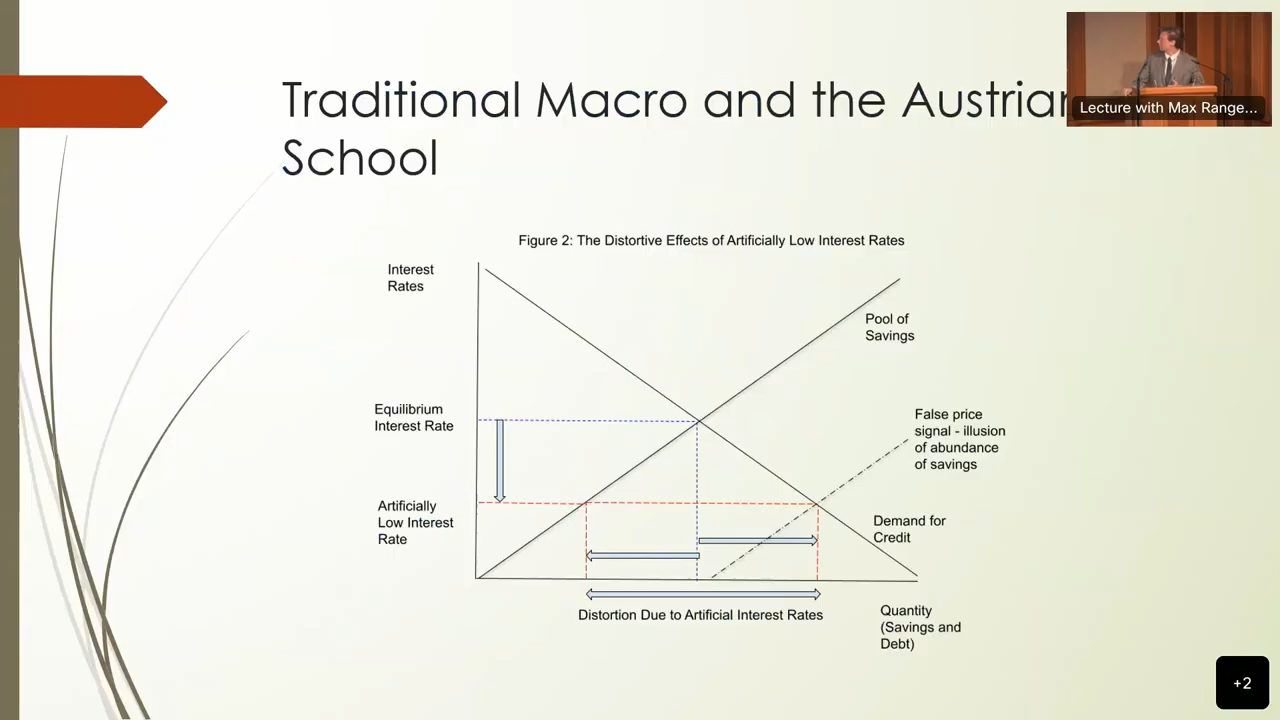 Traditional Macro and the Austrian
School
Lecture with Max Range...
Figure 2: The Distortive Effects of Artificially Low Interest Rates
Interest
Rates
Pool of
Savings
Equilibrium
Interest Rate
False price
signal - illusion
of abundance
of savings
Artificially
Low Interest
Rate
Demand for
Credit
Distortion Due to Artificial Interest Rates
Quantity
(Savings and
Debt)
+2